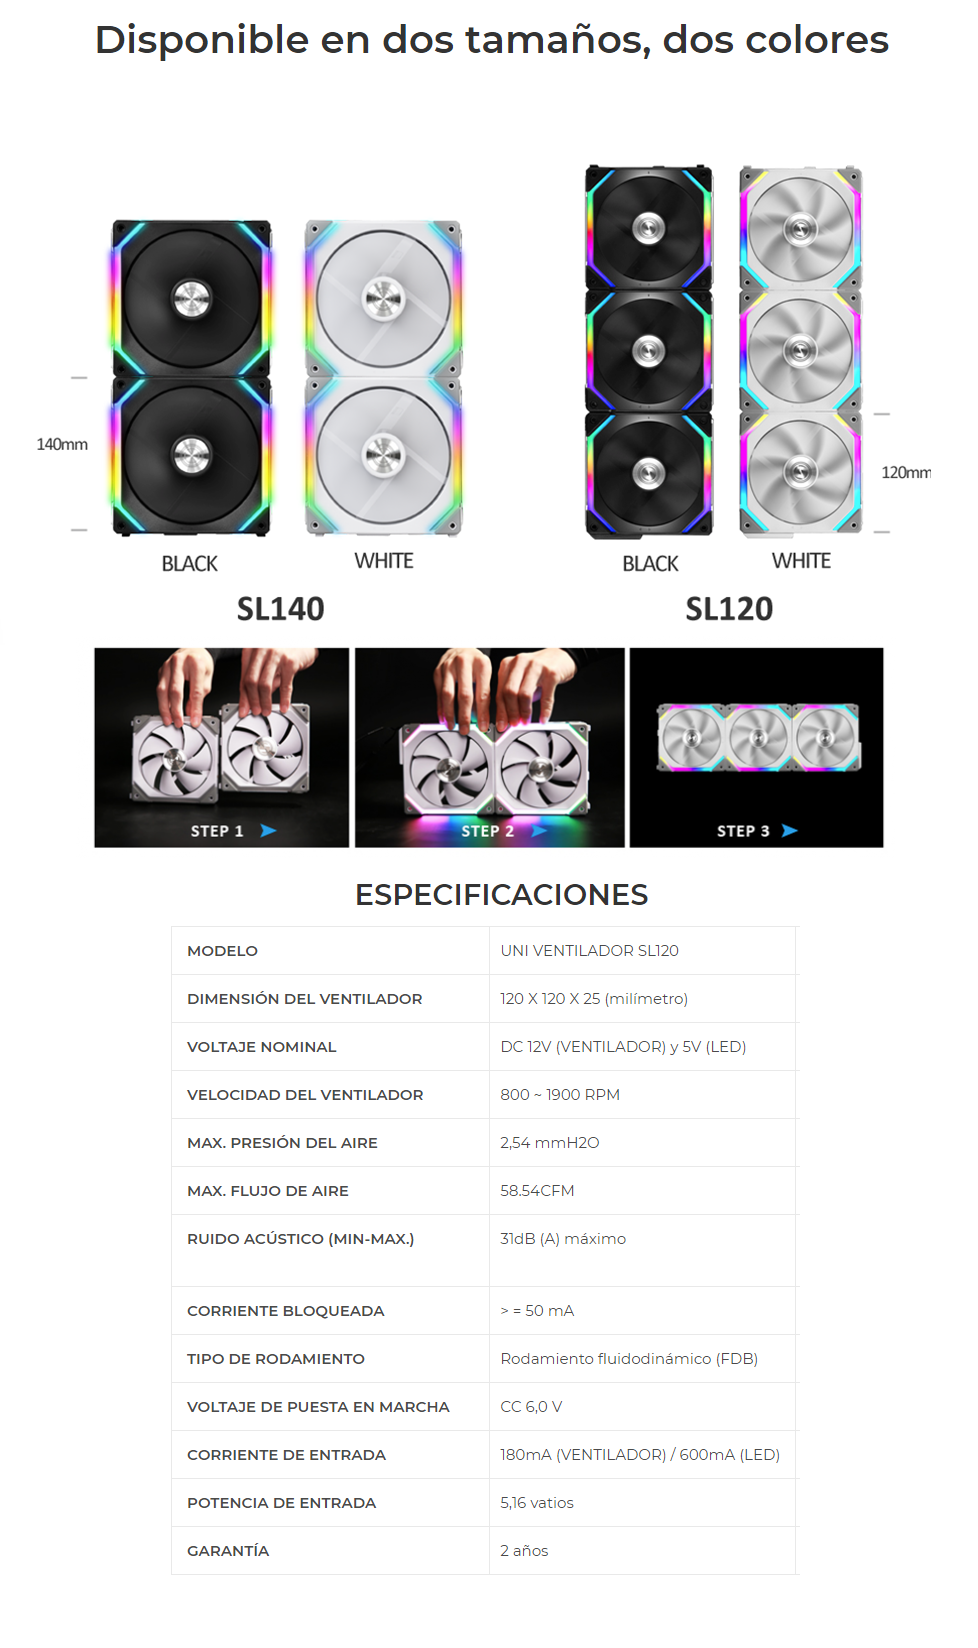 Disponible en dos tamaños, dos colores
140mm
120mm
BLACK
WHITE
BLACK
WHITE
SL140
SL120
STEP 1
STEP 2
STEP 3
ESPECIFICACIONES
MODELO
UNI VENTILADOR SL120
DIMENSIÓN DEL VENTILADOR
120 X 120 X 25 (milímetro)
VOLTAJE NOMINAL
DC 12V (VENTILADOR) y 5V (LED)
VELOCIDAD DEL VENTILADOR
800 ~ 1900 RPM
MAX. PRESIÓN DEL AIRE
2,54 mmH2O
MAX. FLUJO DE AIRE
58.54CFM
RUIDO ACÚSTICO (MIN-MAX.)
31dB (A) máximo
CORRIENTE BLOQUEADA
> = 50 mA
TIPO DE RODAMIENTO
Rodamiento fluidodinámico (FDB)
VOLTAJE DE PUESTA EN MARCHA
CC 6,0 V
CORRIENTE DE ENTRADA
180mA (VENTILADOR) / 600mA (LED)
POTENCIA DE ENTRADA
5,16 vatios
GARANTÍA
2 años